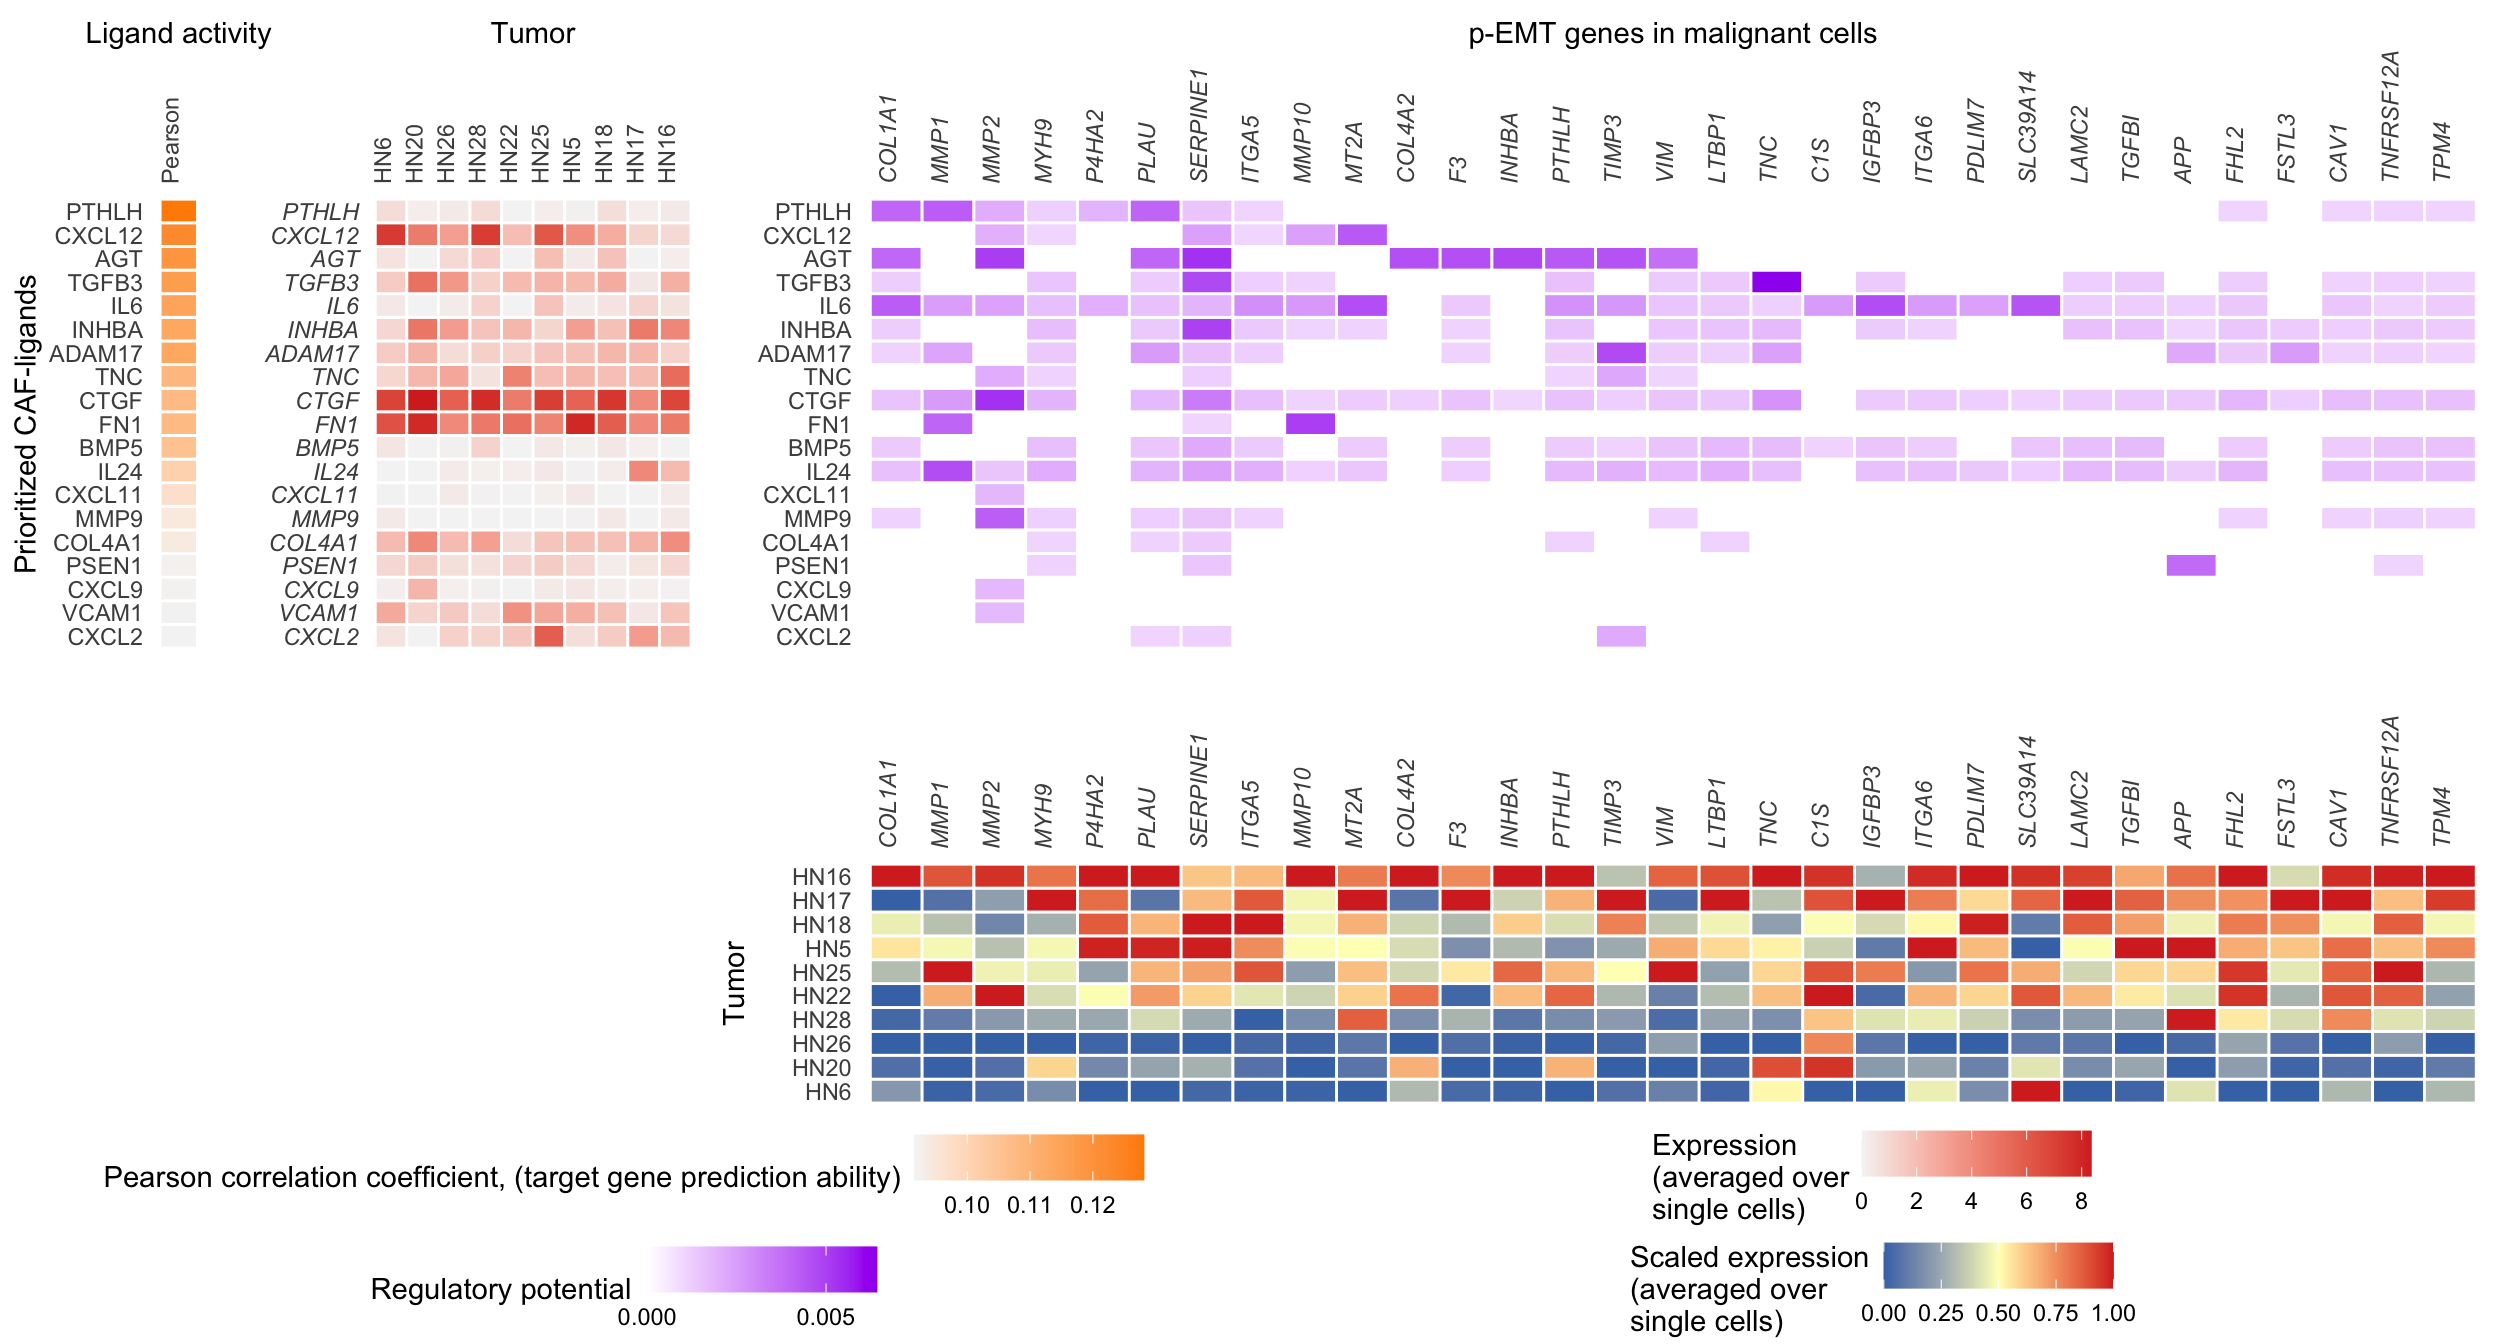 Ligand activity
Tumor
p-EMT genes in malignant cells
Pearson
HN6 HN20 HN26 HN28 HN22 HN25 HN5 HN18 HN17 HN16
COL1A1 MMP1 MMP2 MYH9 P4HA2 PLAU SERPINE1 ITGA5 MMP10 MT2A COL4A2 F3 INHBA PTHLH TIMP3 VIM LTBP1 TNC C1S IGFBP3 ITGA6 PDLIM7 SLC39A14 LAMC2 TGFBI APP FHL2 FSTL3 CAV1 TNFRSF12A TPM4
Prioritized CAF-ligands
PTHLH PTHLH PTHLH
CXCL12 CXCL12 CXCL12
AGT AGT AGT
TGFB3 TGFB3 TGFB3
IL6 IL6 IL6
INHBA INHBA INHBA
ADAM17 ADAM17 ADAM17
TNC TNC TNC
CTGF CTGF CTGF
FN1 FN1 FN1
BMP5 BMP5 BMP5
IL24 IL24 IL24
CXCL11 CXCL11 CXCL11
MMP9 MMP9 MMP9
COL4A1 COL4A1 COL4A1
PSEN1 PSEN1 PSEN1
CXCL9 CXCL9 CXCL9
VCAM1 VCAM1 VCAM1
CXCL2 CXCL2 CXCL2
COL1A1 MMP1 MMP2 MYH9 P4HA2 PLAU SERPINE1 ITGA5 MMP10 MT2A COL4A2 F3 INHBA PTHLH TIMP3 VIM LTBP1 TNC C1S IGFBP3 ITGA6 PDLIM7 SLC39A14 LAMC2 TGFBI APP FHL2 FSTL3 CAV1 TNFRSF12A TPM4
Tumor
HN16
HN17
HN18
HN5
HN25
HN22
HN28
HN26
HN20
HN6
Pearson correlation coefficient, (target gene prediction ability)
0.10 0.11 0.12
Regulatory potential
0.000 0.005
Expression
(averaged over
single cells)
0 2 4 6 8
Scaled expression
(averaged over
single cells)
0.00 0.25 0.50 0.75 1.00